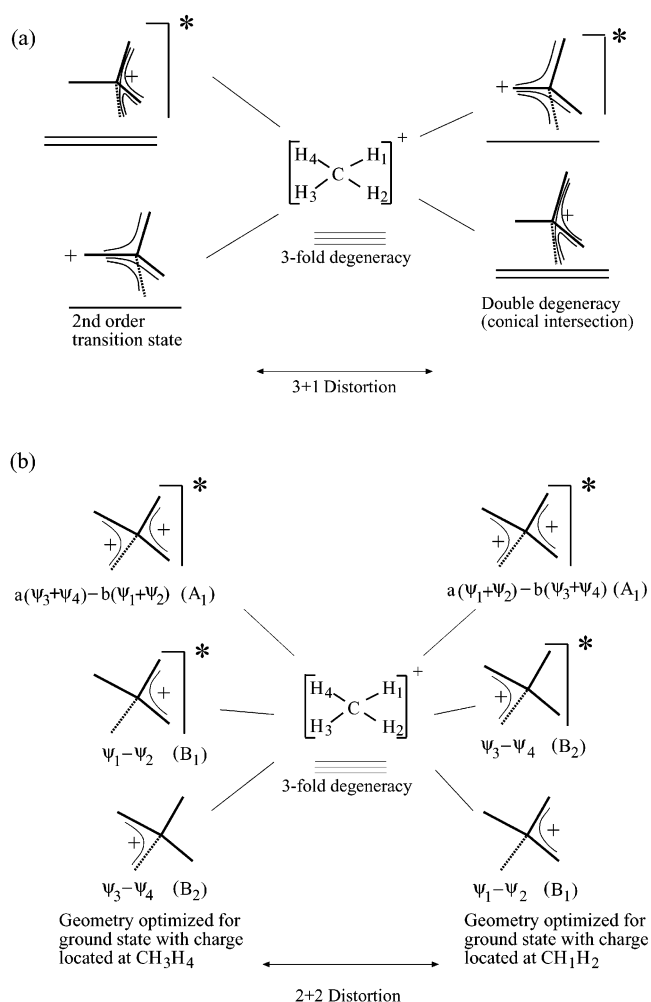 (a)
*
*
+
+
+
+
[H4 H1]+
C
[H3 H2]
3-fold degeneracy
2nd order
transition state
Double degeneracy
(conical intersection)
3+1 Distortion
(b)
*
*
+ +
+ +
a(Ψ3+Ψ4)−b(Ψ1+Ψ2) (A1)
a(Ψ1+Ψ2)−b(Ψ3+Ψ4) (A1)
*
*
+
+
[H4 H1]+
C
[H3 H2]
Ψ1−Ψ2 (B1)
Ψ3−Ψ4 (B2)
3-fold degeneracy
+
+
Ψ3−Ψ4 (B2)
Ψ1−Ψ2 (B1)
Geometry optimized for
ground state with charge
located at CH3H4
Geometry optimized for
ground state with charge
located at CH1H2
2+2 Distortion